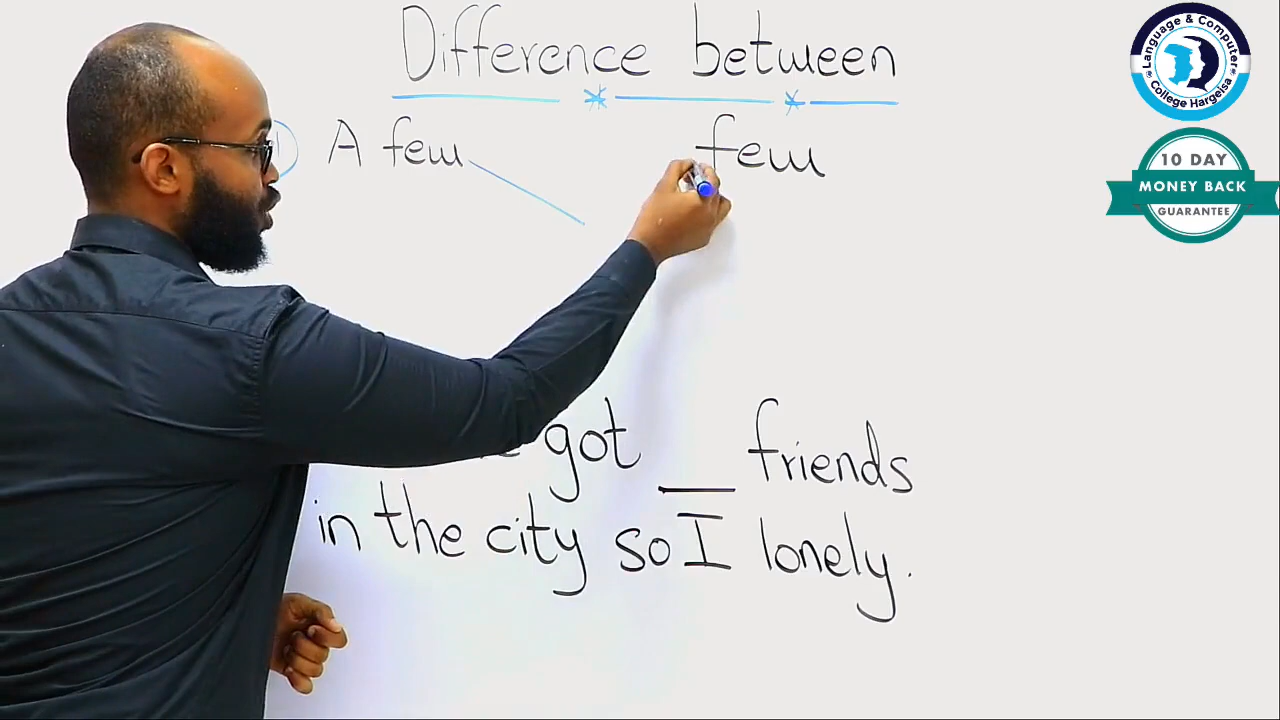 Difference between
A few few
got __ friends
in the city so I lonely.
Language & Computer
College Hargeisa
10 DAY
MONEY BACK
GUARANTEE